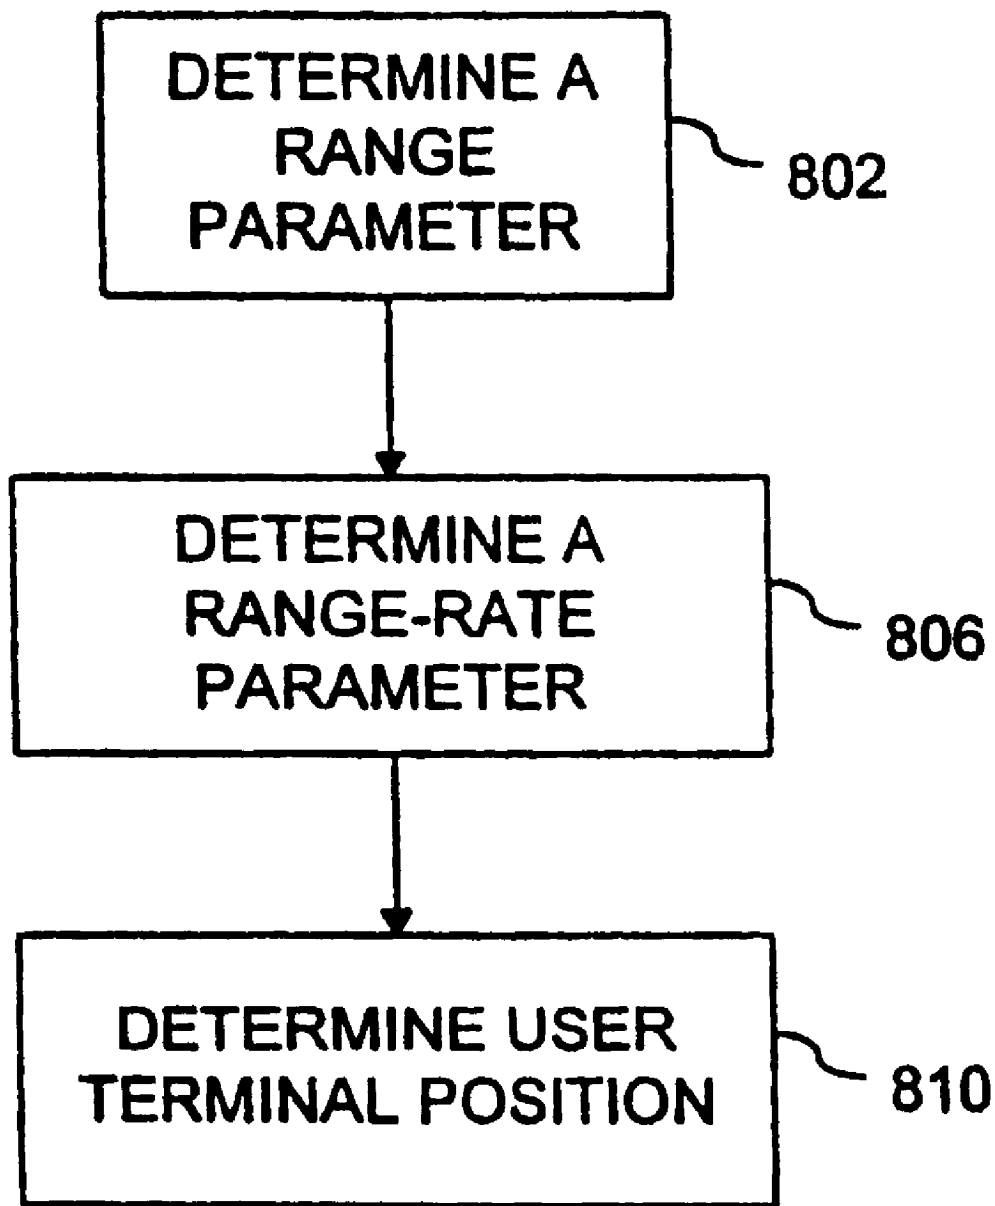 DETERMINE A
RANGE
PARAMETER
802
DETERMINE A
RANGE-RATE
PARAMETER
806
DETERMINE USER
TERMINAL POSITION
810